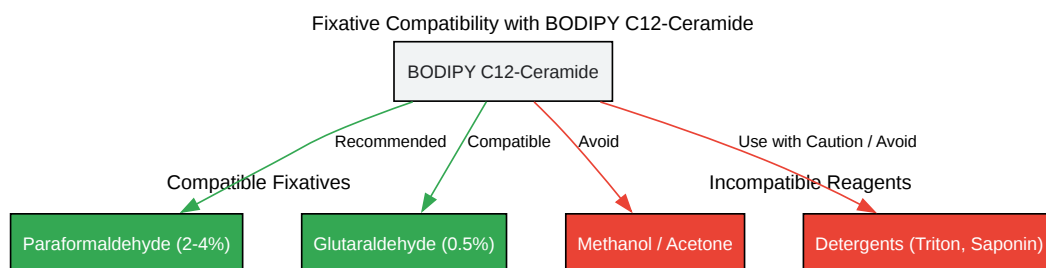 Fixative Compatibility with BODIPY C12-Ceramide
BODIPY C12-Ceramide
Recommended
Compatible
Avoid
Use with Caution / Avoid
Compatible Fixatives
Incompatible Reagents
Paraformaldehyde (2-4%)
Glutaraldehyde (0.5%)
Methanol / Acetone
Detergents (Triton, Saponin)